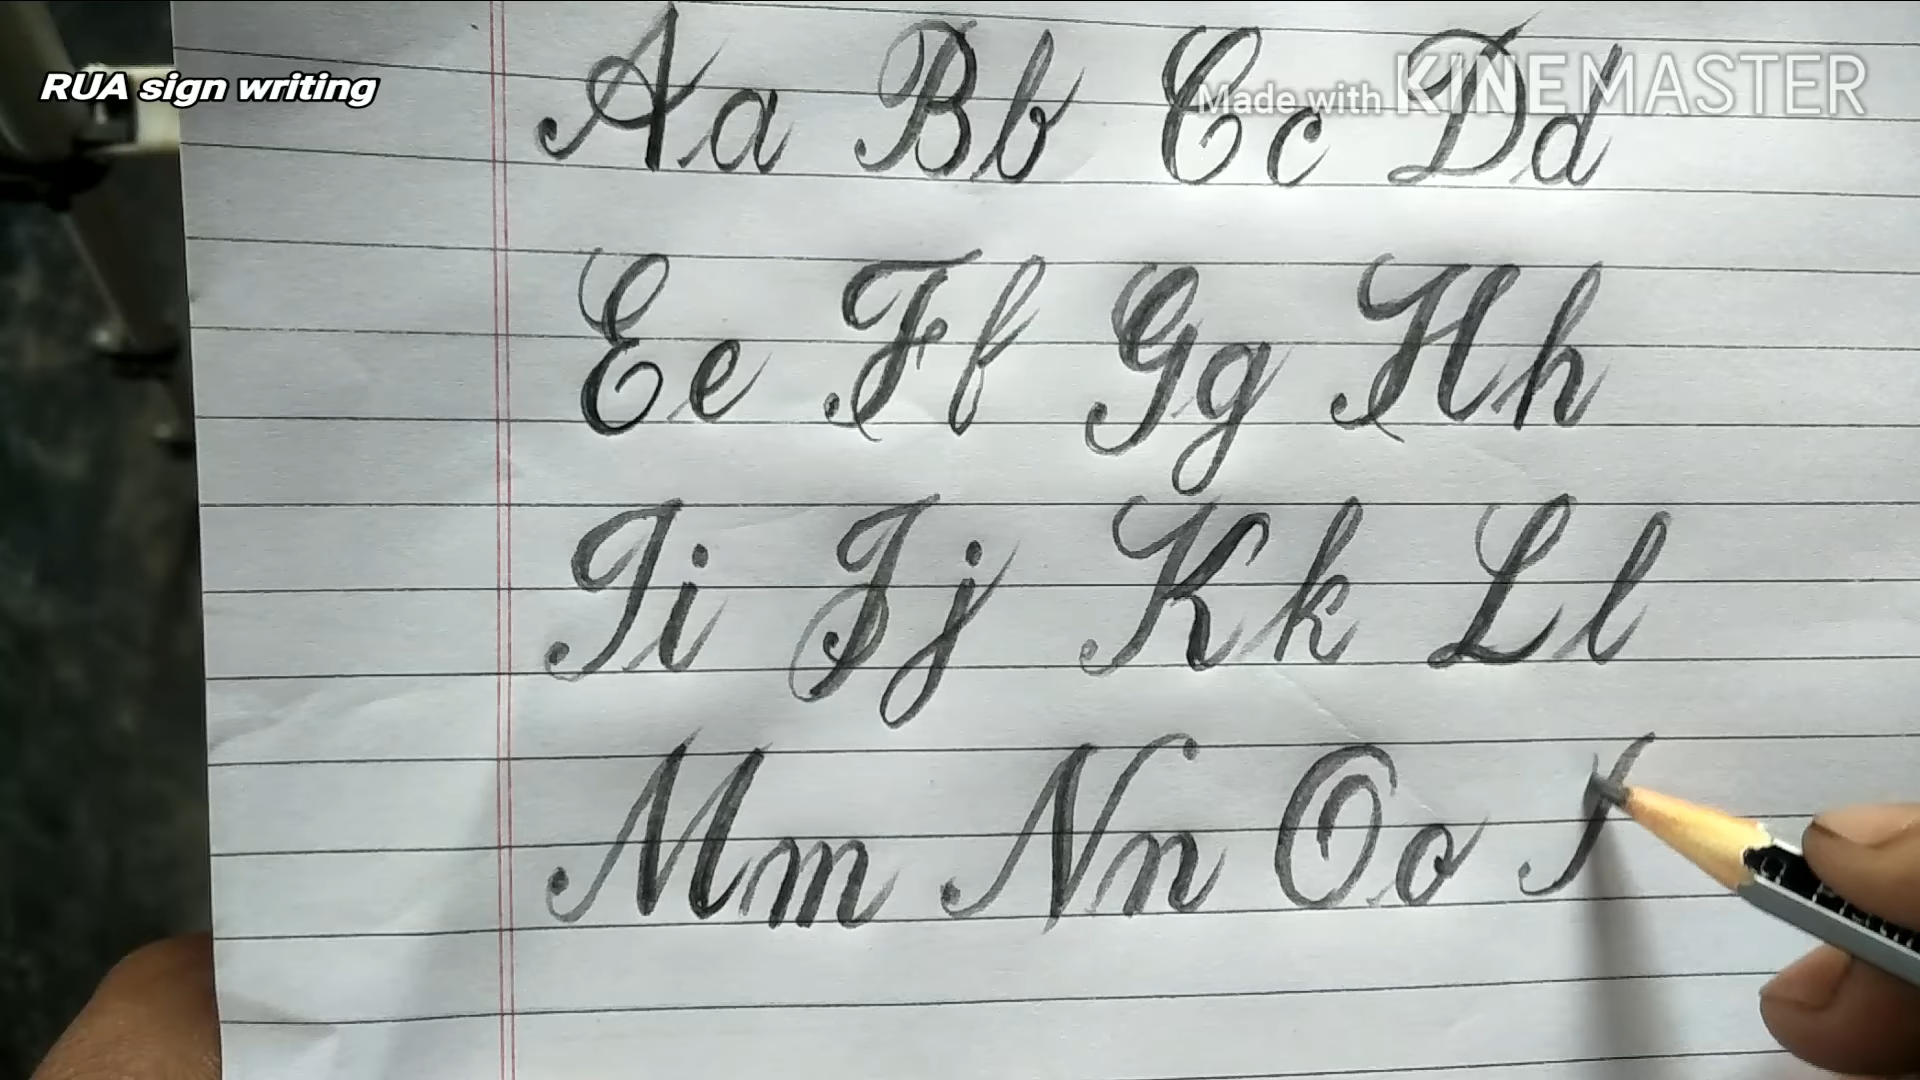 RUA sign writing
Made with KINEMASTER
Aa Bb Cc Dd
Ee Ff Gg Hh
Ii Jj Kk Ll
Mm Nn Oo